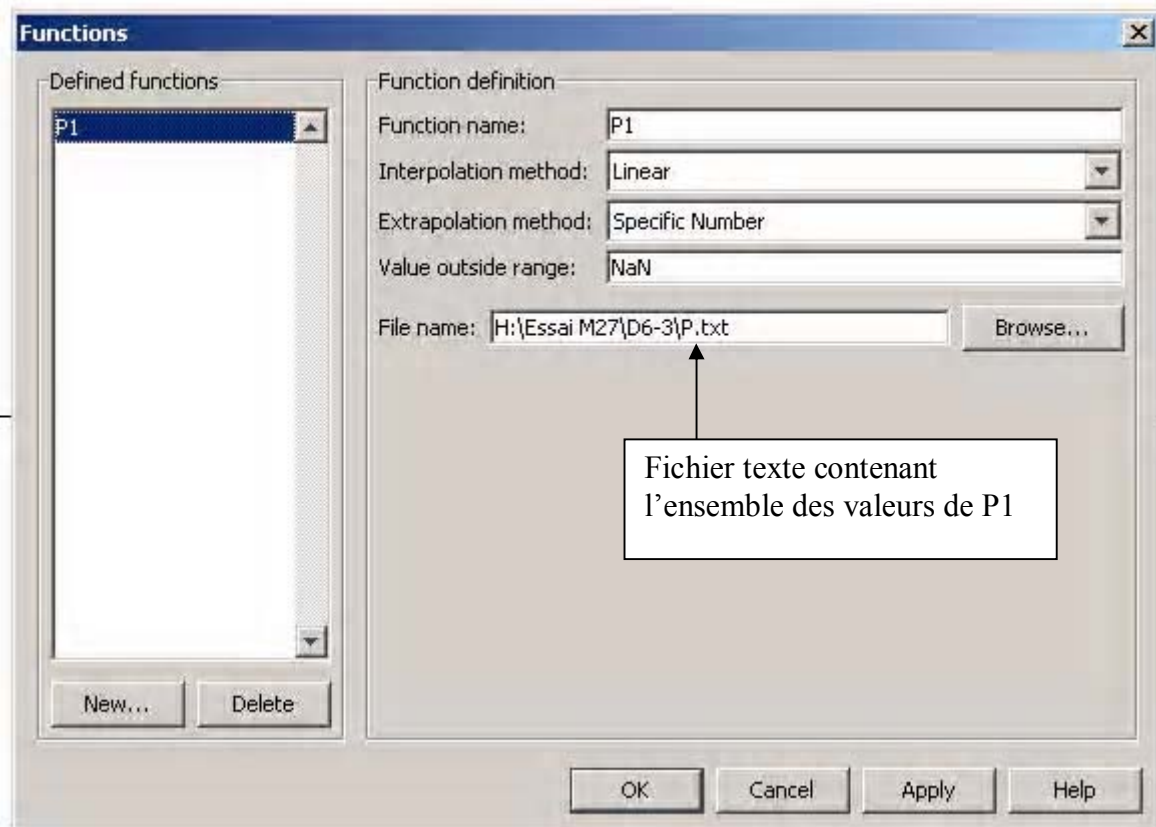 Functions
Defined functions
P1
New...
Delete
Function definition
Function name: P1
Interpolation method: Linear
Extrapolation method: Specific Number
Value outside range: NaN
File name: H:\Essai M27\D6-3\P.txt Browse...
Fichier texte contenant
l’ensemble des valeurs de P1
OK Cancel Apply Help